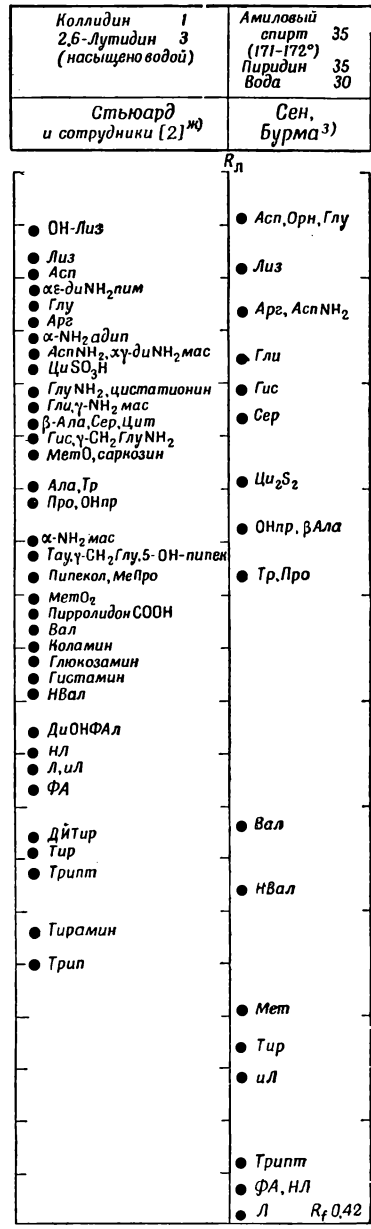 Коллидин 1
2,6-Лутидин 3
(насыщено водой)
Амиловый
спирт 35
(171-172°)
Пиридин 35
Вода 30
Стьюард
и сотрудники [2]ж)
Сен,
Бурма3)
Rл
ОН-Лиз
Лиз
Асп
αε-диNH₂пим
Глу
Арг
α-NH₂адип
АспNH₂, αγ-диNH₂мас
ЦиSO₃H
ГлуNH₂, цистатионин
Гли, γ-NH₂мас
β-Ала, Сер, Цит
Гис, γ-CH₂ГлуNH₂
МетО, саркозин
Ала, Тр
Про, ОНпр
α-NH₂мас
Тау, γ-CH₂Глу, 5-ОН-пипек
Пипекол, МеПро
МетO₂
ПирролидонСООН
Вал
Коламин
Глюкозамин
Гистамин
НВал
ДиОНФАл
НЛ
Л, иЛ
ФА
ДйТир
Тир
Трипт
Тирамин
Трип
Асп, Орн, Глу
Лиз
Арг, АспNH₂
Гли
Гис
Сер
Ци₂S₂
ОНпр, βАла
Тр, Про
Вал
НВал
Мет
Тир
иЛ
Трипт
ФА, НЛ
Л Rf 0,42